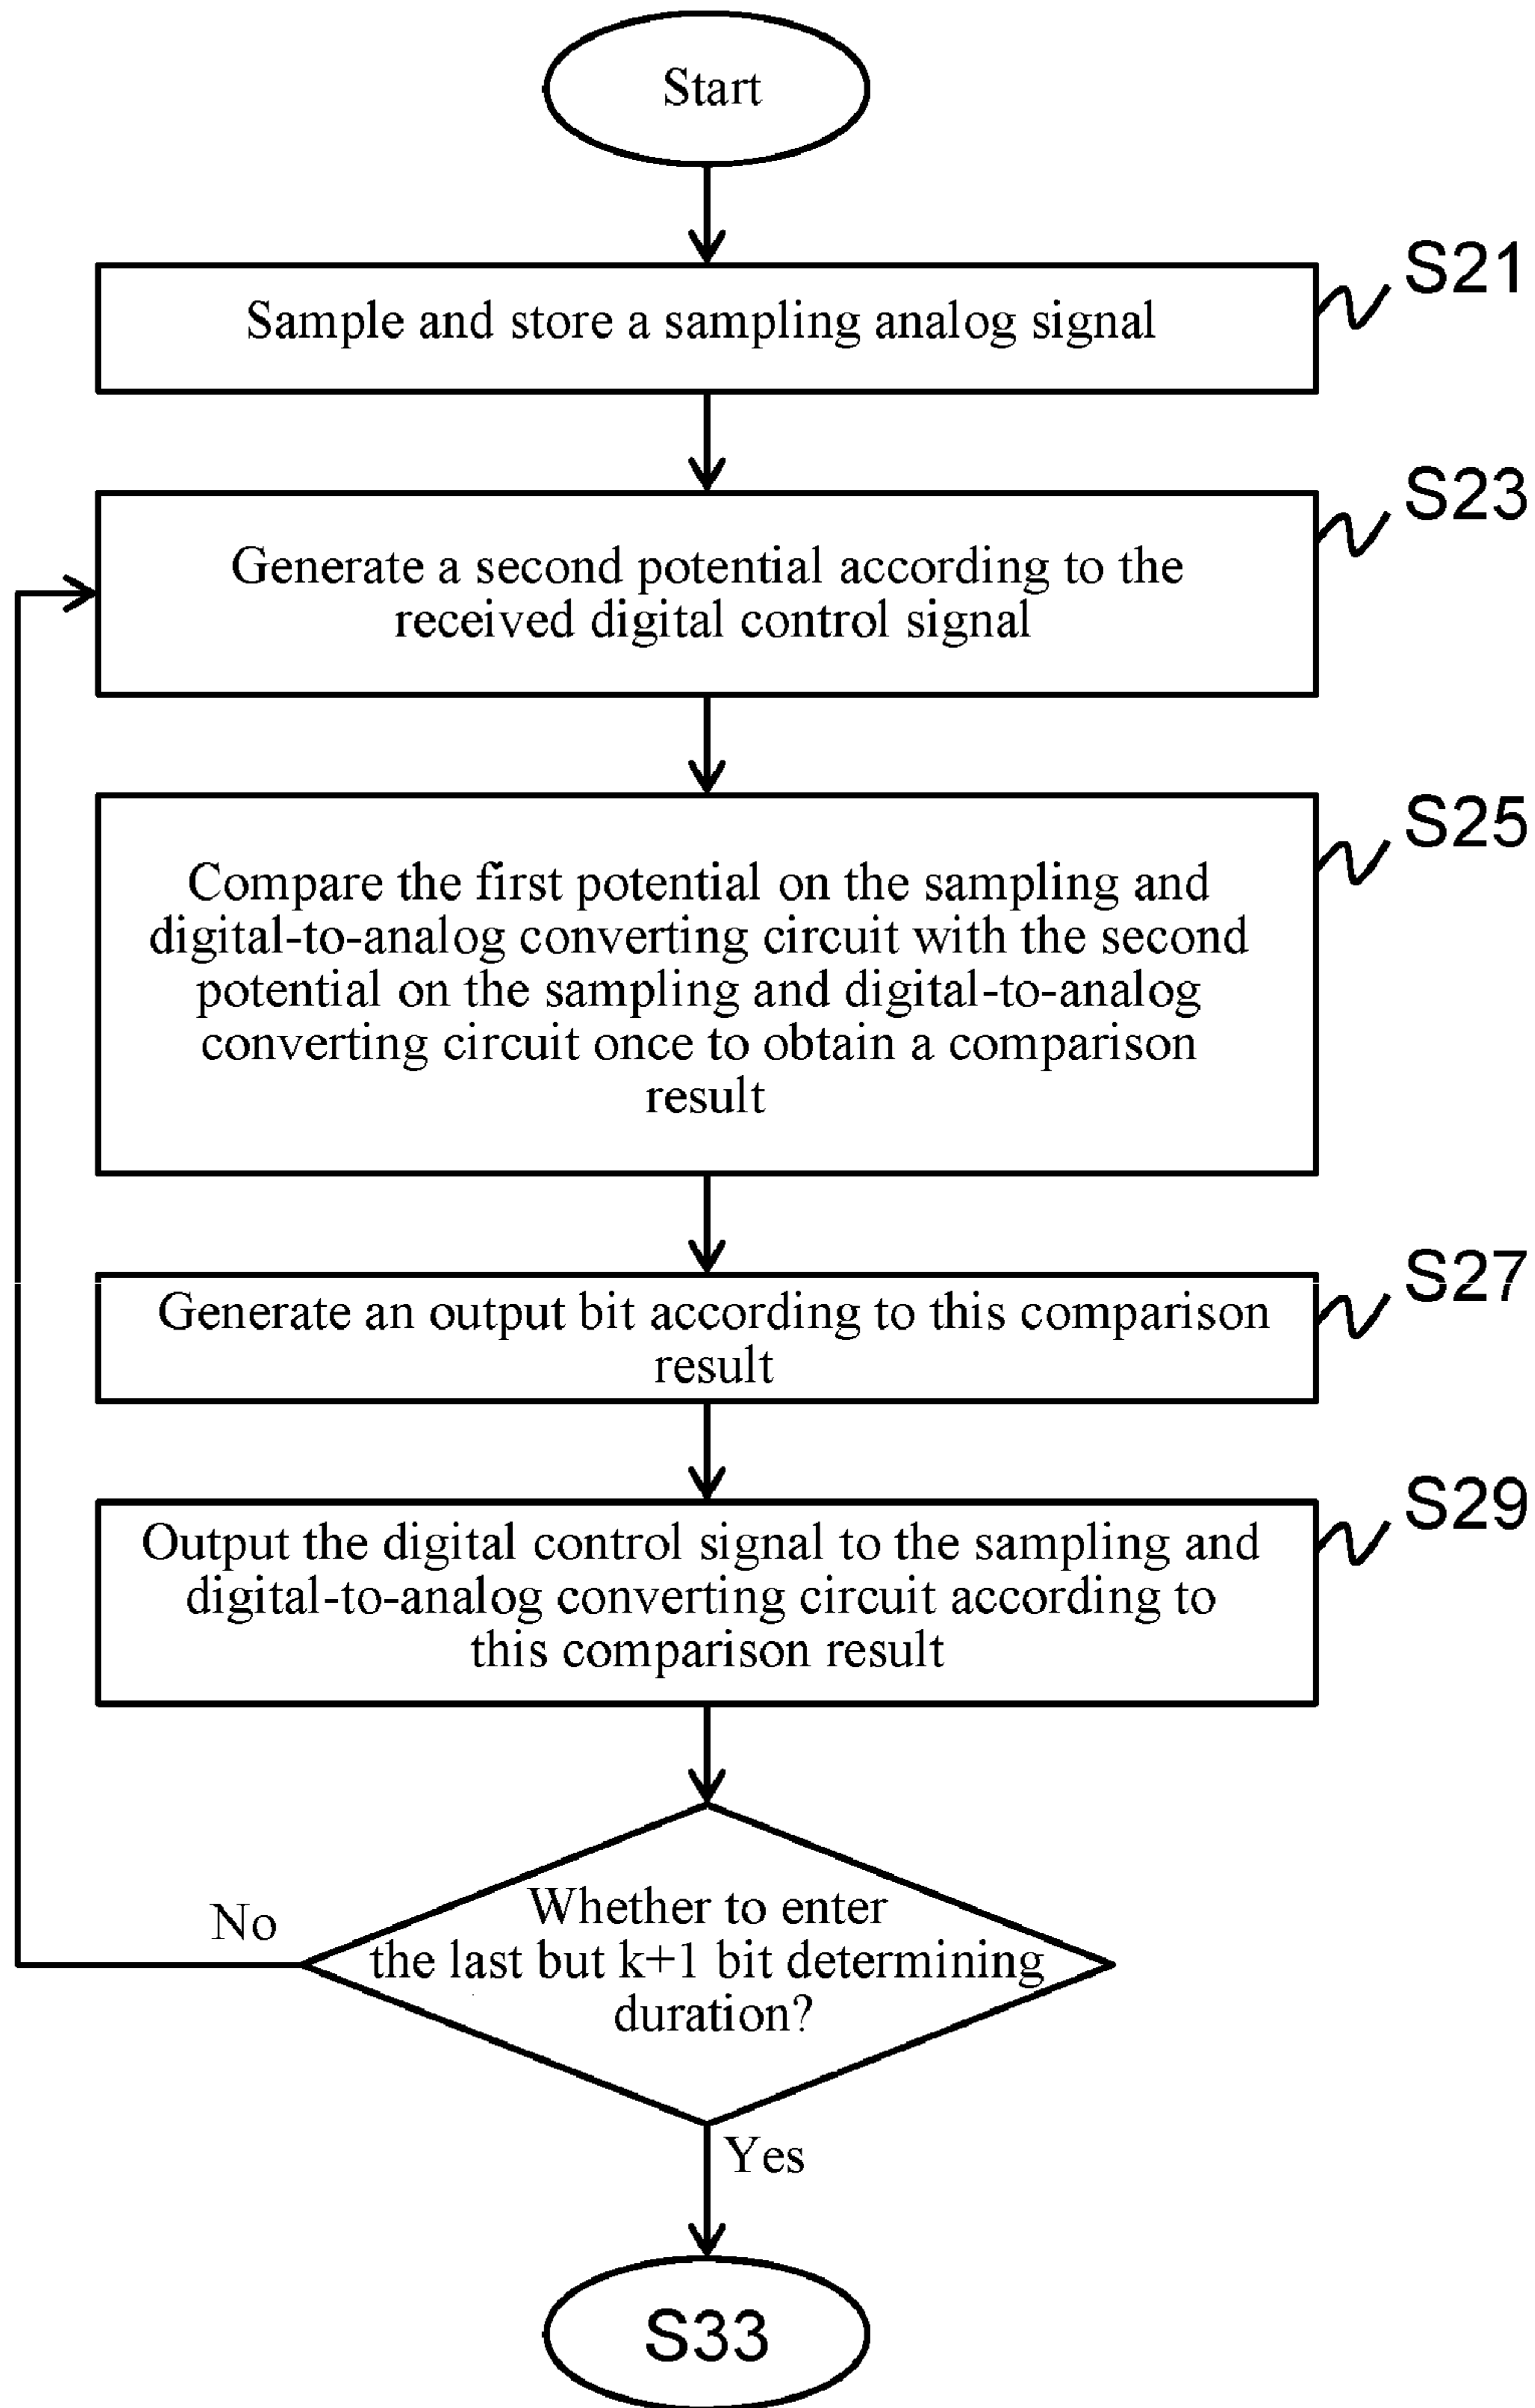 Start
S21
Sample and store a sampling analog signal
S23
Generate a second potential according to the
received digital control signal
S25
Compare the first potential on the sampling and
digital-to-analog converting circuit with the second
potential on the sampling and digital-to-analog
converting circuit once to obtain a comparison
result
S27
Generate an output bit according to this comparison
result
S29
Output the digital control signal to the sampling and
digital-to-analog converting circuit according to
this comparison result
Whether to enter
the last but k+1 bit determining
duration?
No
Yes
S33